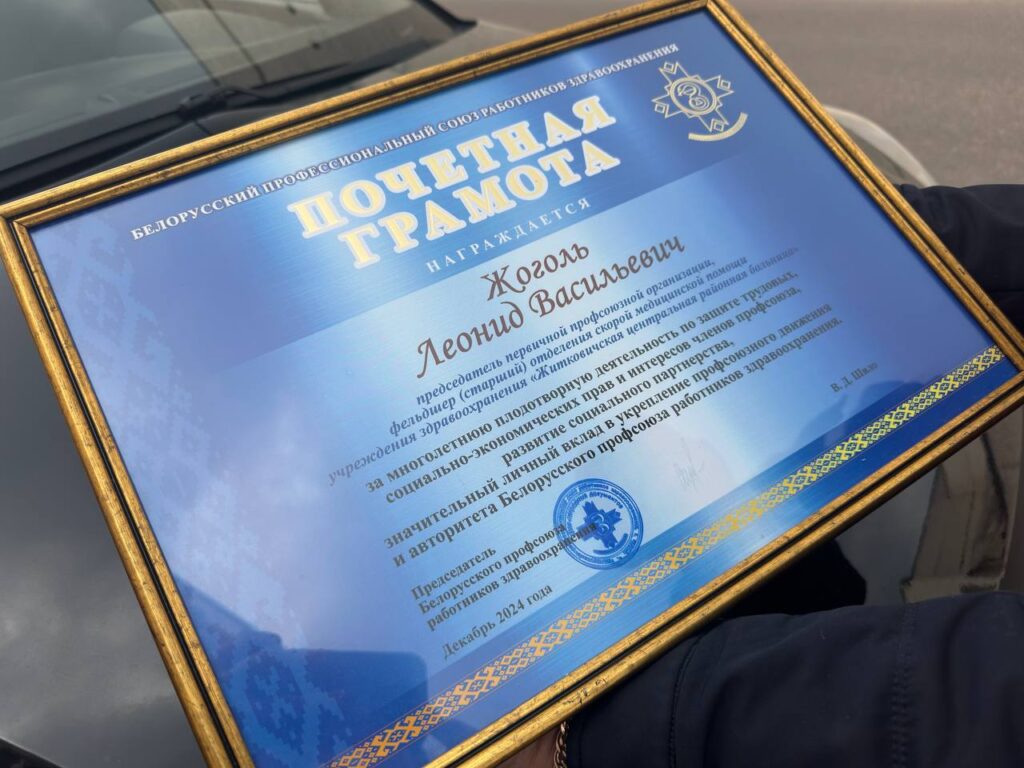 БЕЛОРУССКИЙ ПРОФЕССИОНАЛЬНЫЙ СОЮЗ РАБОТНИКОВ ЗДРАВООХРАНЕНИЯ
ПОЧЕТНАЯ
ГРАМОТА
НАГРАЖДАЕТСЯ
Жоголь
Леонид Васильевич
председатель первичной профсоюзной организации,
фельдшер (старший) отделения скорой медицинской помощи
учреждения здравоохранения «Житковичская центральная районная больница»
за многолетнюю плодотворную деятельность по защите трудовых,
социально-экономических прав и интересов членов профсоюза,
развитие социального партнерства,
значительный личный вклад в укрепление профсоюзного движения
и авторитета Белорусского профсоюза работников здравоохранения.
Председатель
Белорусского профсоюза
работников здравоохранения
В. Д. Шило
Декабрь 2024 года